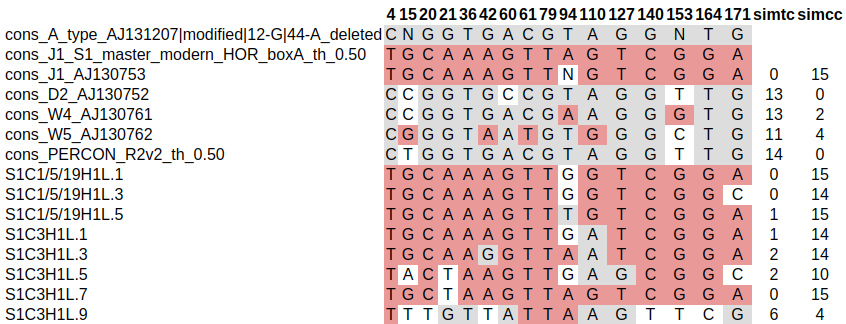 4 15 20 21 36 42 60 61 79 94 110 127 140 153 164 171 simtc simcc
cons_A_type_AJ131207|modified|12-G|44-A_deleted C N G G T G A C G T A G G N T G
cons_J1_S1_master_modern_HOR_boxA_th_0.50 T G C A A A G T T A G T C G G A
cons_J1_AJ130753 T G C A A A G T T N G T C G G A 0 15
cons_D2_AJ130752 C C G G T G C C G T A G G T T G 13 0
cons_W4_AJ130761 C C G G T G A C G A A G G G T G 13 2
cons_W5_AJ130762 C G G G T A A T G T G G G C T G 11 4
cons_PERCON_R2v2_th_0.50 C T G G T G A C G T A G G T T G 14 0
S1C1/5/19H1L.1 T G C A A A G T T G G T C G G A 0 15
S1C1/5/19H1L.3 T G C A A A G T T G G T C G G C 0 14
S1C1/5/19H1L.5 T G C A A A G T T T G T C G G A 1 15
S1C3H1L.1 T G C A A A G T T G A T C G G A 1 14
S1C3H1L.3 T G C A A G G T T A A T C G G A 2 14
S1C3H1L.5 T A C T A A G T T G A G C G G C 2 10
S1C3H1L.7 T G C T A A G T T A G T C G G A 0 15
S1C3H1L.9 T T T G T T A T T A A G T T C G 6 4